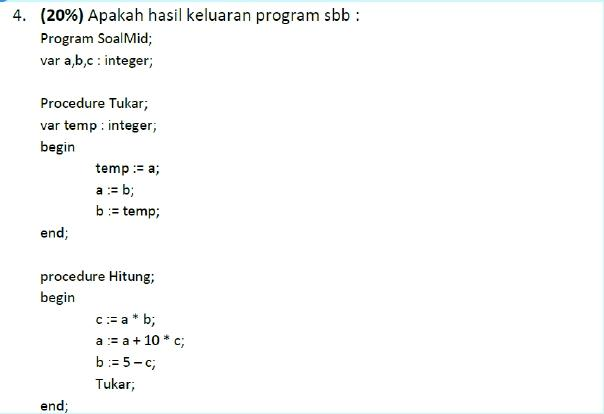 4. (20%) Apakah hasil keluaran program sbb :
Program SoalMid;
var a,b,c : integer;
Procedure Tukar;
var temp : integer;
begin
temp := a;
a := b;
b := temp;
end;
procedure Hitung;
begin
c := a * b;
a := a + 10 * c;
b := 5 – c;
Tukar;
end;